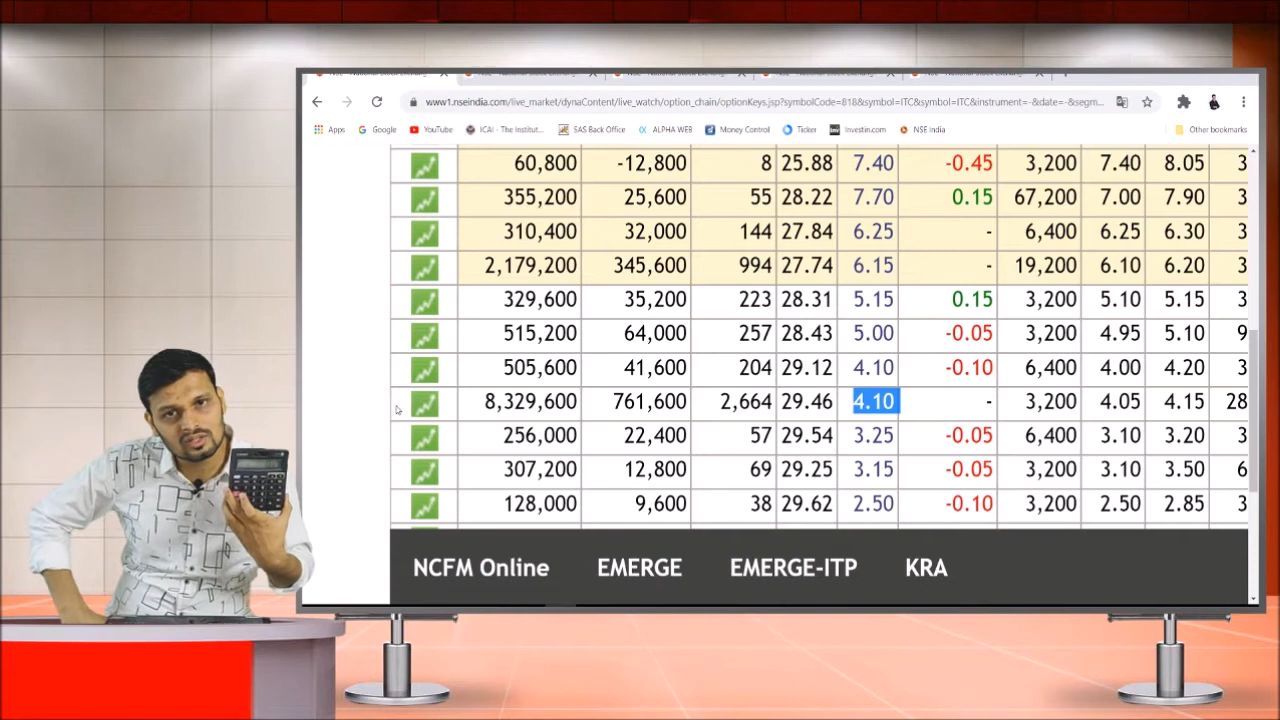 www1.nseindia.com/live_market/dynaContent/live_watch/option_chain/optionKeys.jsp?symbolCode=818&symbol=ITC&symbol=ITC&instrument=-&date=-&segm...
Apps Google YouTube ICAI - The Institut... SAS Back Office ALPHA WEB Money Control Ticker Investin.com NSE India Other bookmarks
60,800 -12,800 8 25.88 7.40 -0.45 3,200 7.40 8.05 3
355,200 25,600 55 28.22 7.70 0.15 67,200 7.00 7.90 3
310,400 32,000 144 27.84 6.25 - 6,400 6.25 6.30 3
2,179,200 345,600 994 27.74 6.15 - 19,200 6.10 6.20 3
329,600 35,200 223 28.31 5.15 0.15 3,200 5.10 5.15 3
515,200 64,000 257 28.43 5.00 -0.05 3,200 4.95 5.10 9
505,600 41,600 204 29.12 4.10 -0.10 6,400 4.00 4.20 3
8,329,600 761,600 2,664 29.46 4.10 - 3,200 4.05 4.15 28
256,000 22,400 57 29.54 3.25 -0.05 6,400 3.10 3.20 3
307,200 12,800 69 29.25 3.15 -0.05 3,200 3.10 3.50 6
128,000 9,600 38 29.62 2.50 -0.10 3,200 2.50 2.85 3
NCFM Online EMERGE EMERGE-ITP KRA